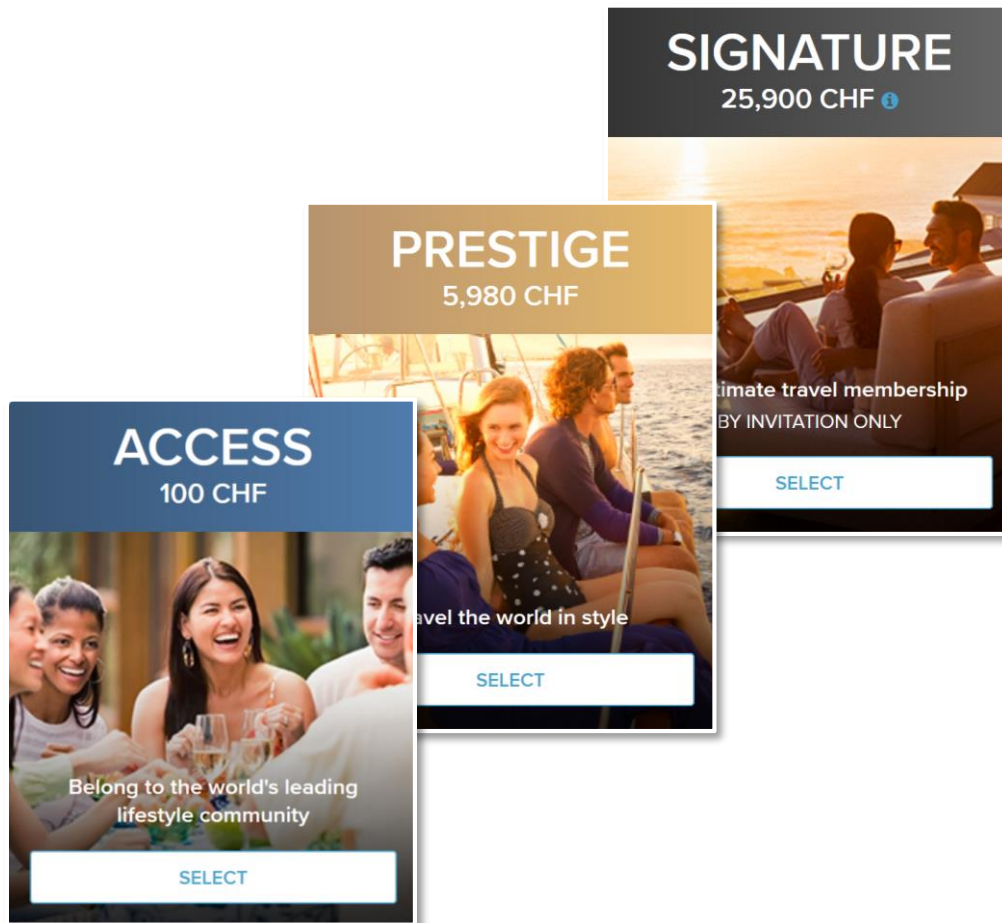 SIGNATURE
25,900 CHF
timate travel membership
BY INVITATION ONLY
SELECT
PRESTIGE
5,980 CHF
avel the world in style
SELECT
ACCESS
100 CHF
Belong to the world's leading
lifestyle community
SELECT